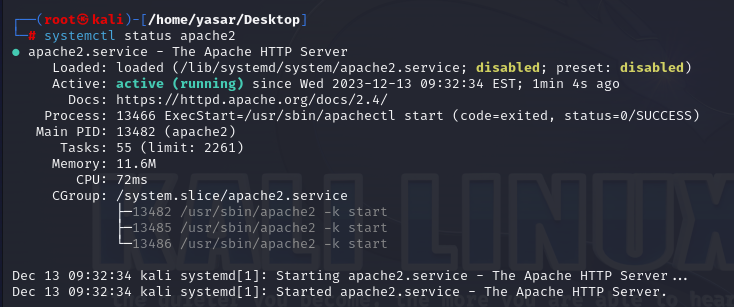 ┌──(root㉿kali)-[/home/yasar/Desktop]
└─# systemctl status apache2
● apache2.service - The Apache HTTP Server
     Loaded: loaded (/lib/systemd/system/apache2.service; disabled; preset: disabled)
     Active: active (running) since Wed 2023-12-13 09:32:34 EST; 1min 4s ago
       Docs: https://httpd.apache.org/docs/2.4/
    Process: 13466 ExecStart=/usr/sbin/apachectl start (code=exited, status=0/SUCCESS)
   Main PID: 13482 (apache2)
      Tasks: 55 (limit: 2261)
     Memory: 11.6M
        CPU: 72ms
     CGroup: /system.slice/apache2.service
             ├─13482 /usr/sbin/apache2 -k start
             ├─13485 /usr/sbin/apache2 -k start
             └─13486 /usr/sbin/apache2 -k start
KALI LINUX
Dec 13 09:32:34 kali systemd[1]: Starting apache2.service - The Apache HTTP Server...
Dec 13 09:32:34 kali systemd[1]: Started apache2.service - The Apache HTTP Server.